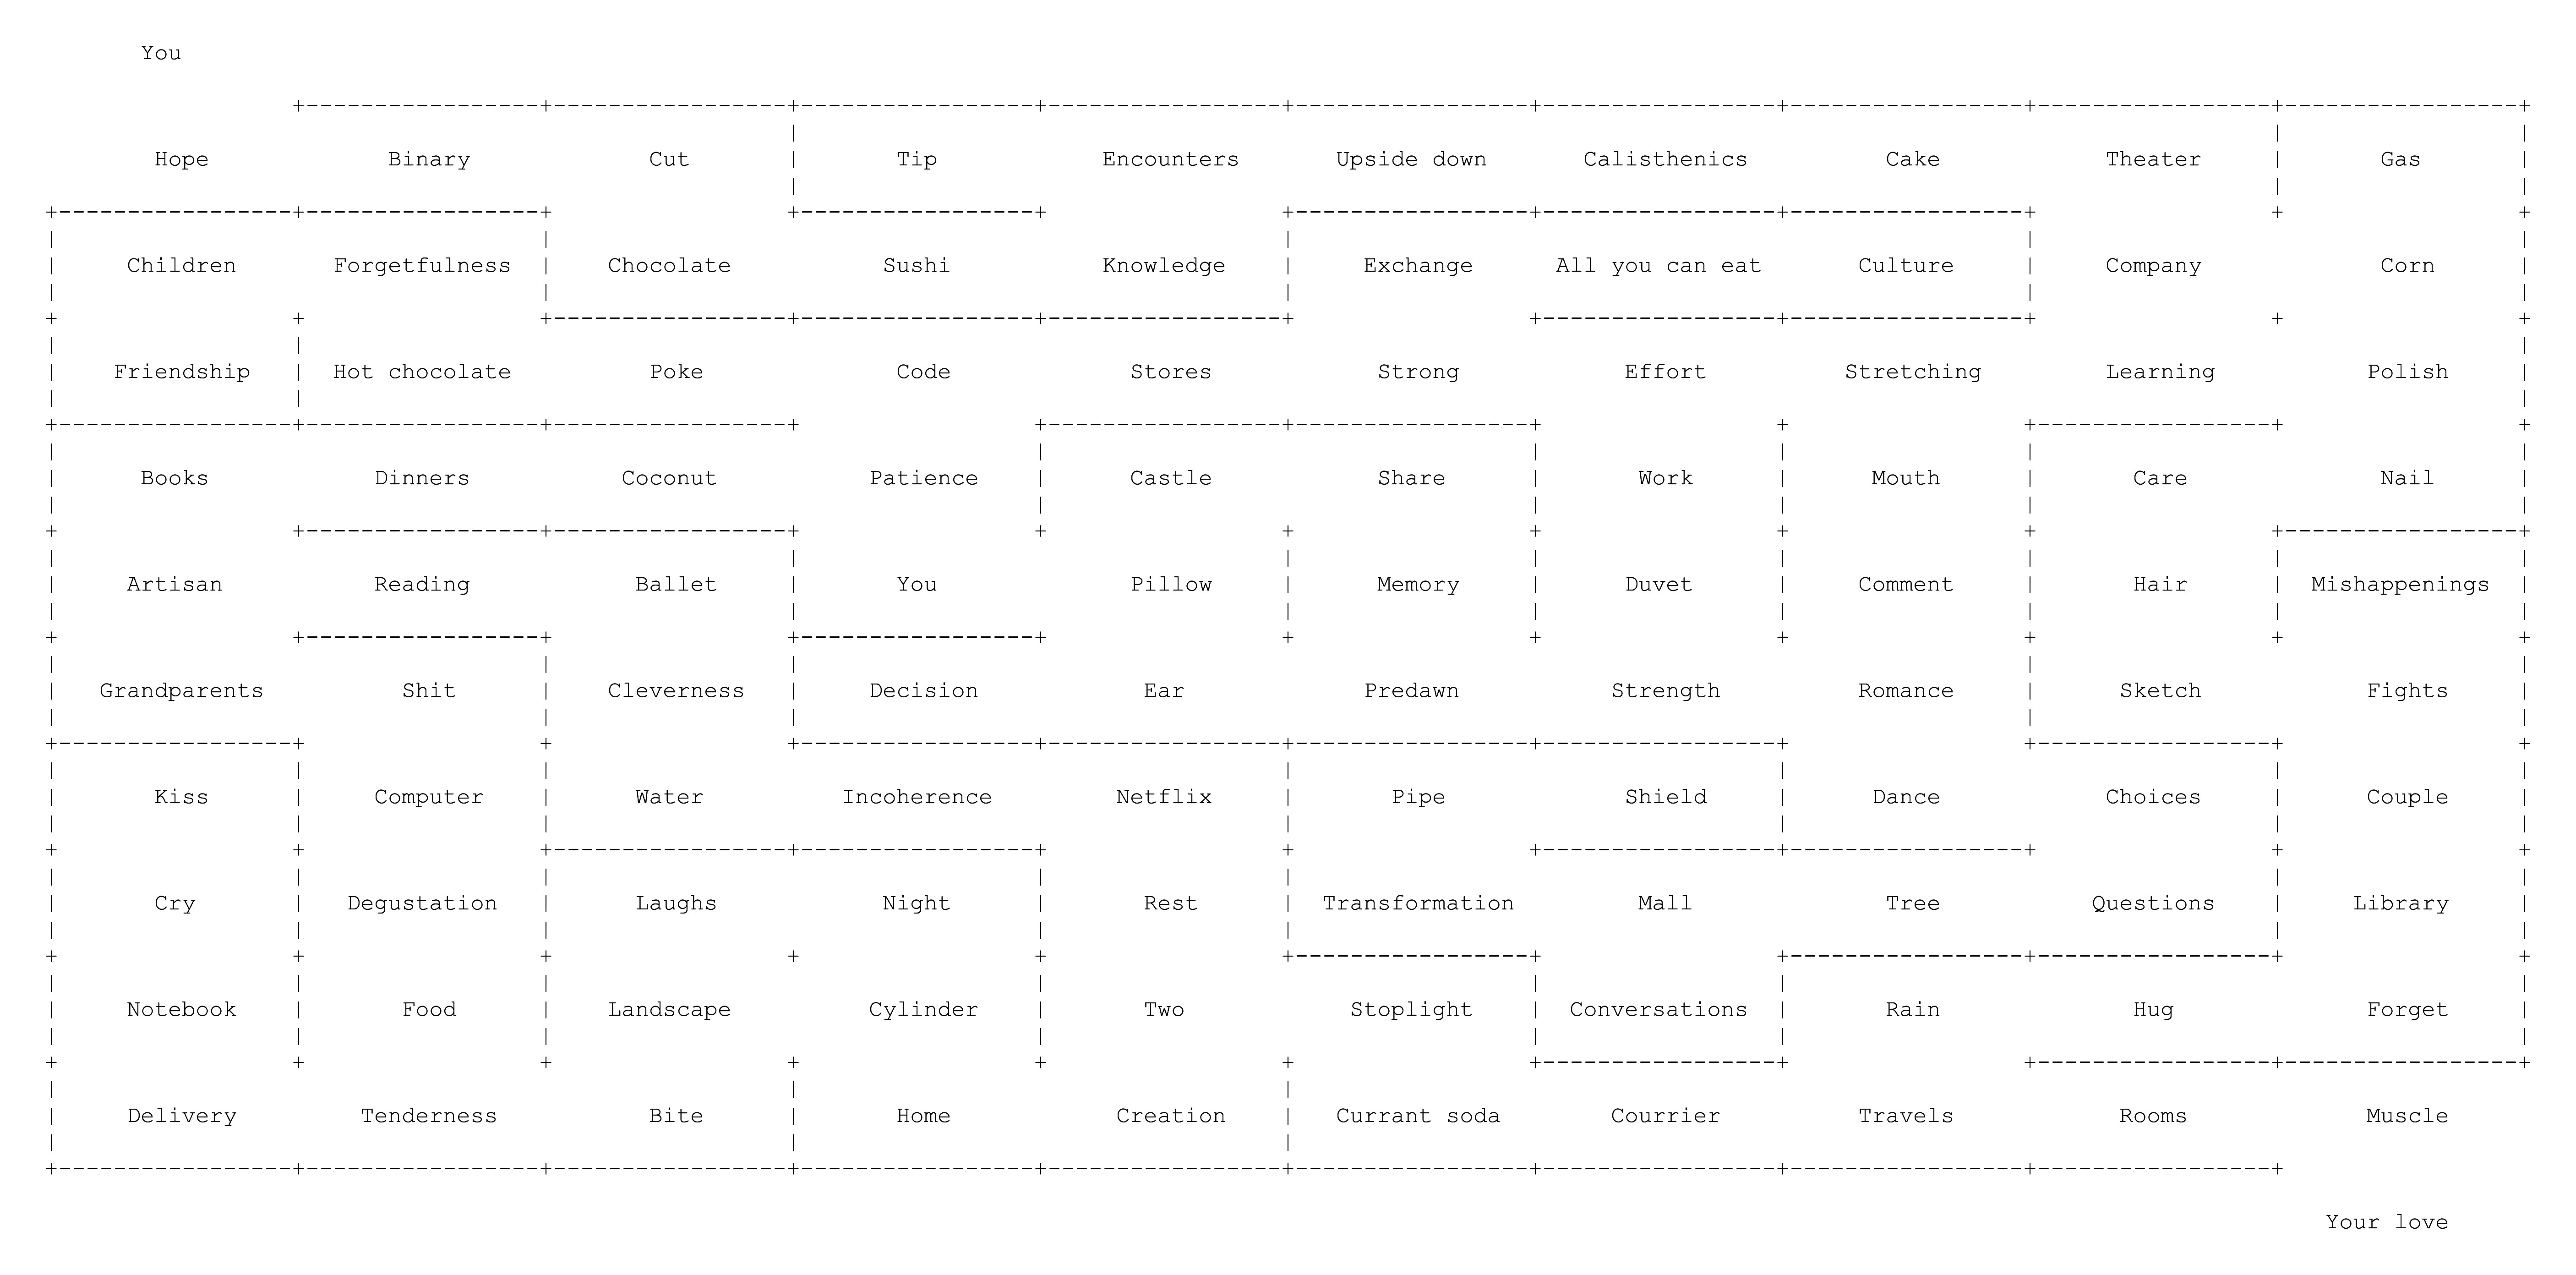 You
Hope Binary Cut Tip Encounters Upside down Calisthenics Cake Theater Gas
Children Forgetfulness Chocolate Sushi Knowledge Exchange All you can eat Culture Company Corn
Friendship Hot chocolate Poke Code Stores Strong Effort Stretching Learning Polish
Books Dinners Coconut Patience Castle Share Work Mouth Care Nail
Artisan Reading Ballet You Pillow Memory Duvet Comment Hair Mishappenings
Grandparents Shit Cleverness Decision Ear Predawn Strength Romance Sketch Fights
Kiss Computer Water Incoherence Netflix Pipe Shield Dance Choices Couple
Cry Degustation Laughs Night Rest Transformation Mall Tree Questions Library
Notebook Food Landscape Cylinder Two Stoplight Conversations Rain Hug Forget
Delivery Tenderness Bite Home Creation Currant soda Courrier Travels Rooms Muscle
Your love